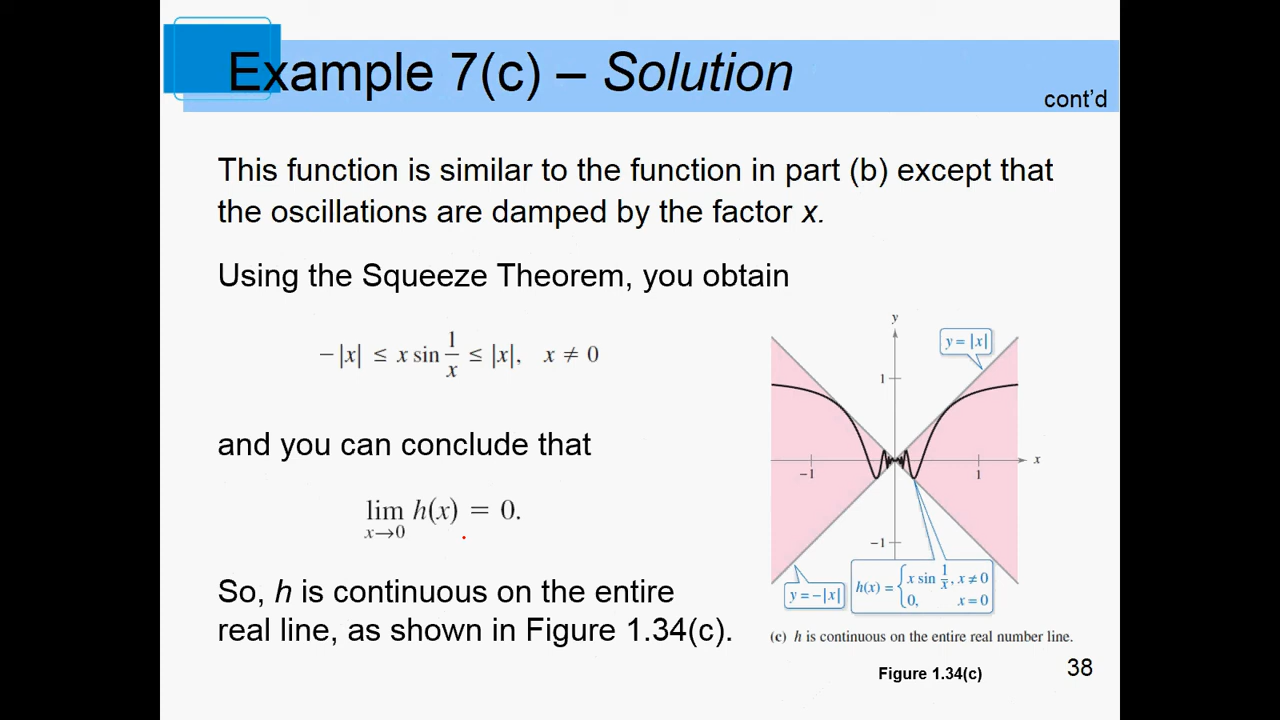 Example 7(c) – Solution
cont'd
This function is similar to the function in part (b) except that
the oscillations are damped by the factor x.
Using the Squeeze Theorem, you obtain
−|x| ≤ x sin 1/x ≤ |x|, x ≠ 0
and you can conclude that
lim h(x) = 0.
x→0
So, h is continuous on the entire
real line, as shown in Figure 1.34(c).
y
y = |x|
1
x
−1
1
−1
y = −|x|
h(x) = { x sin 1/x, x ≠ 0
0, x = 0
(c) h is continuous on the entire real number line.
Figure 1.34(c)
38